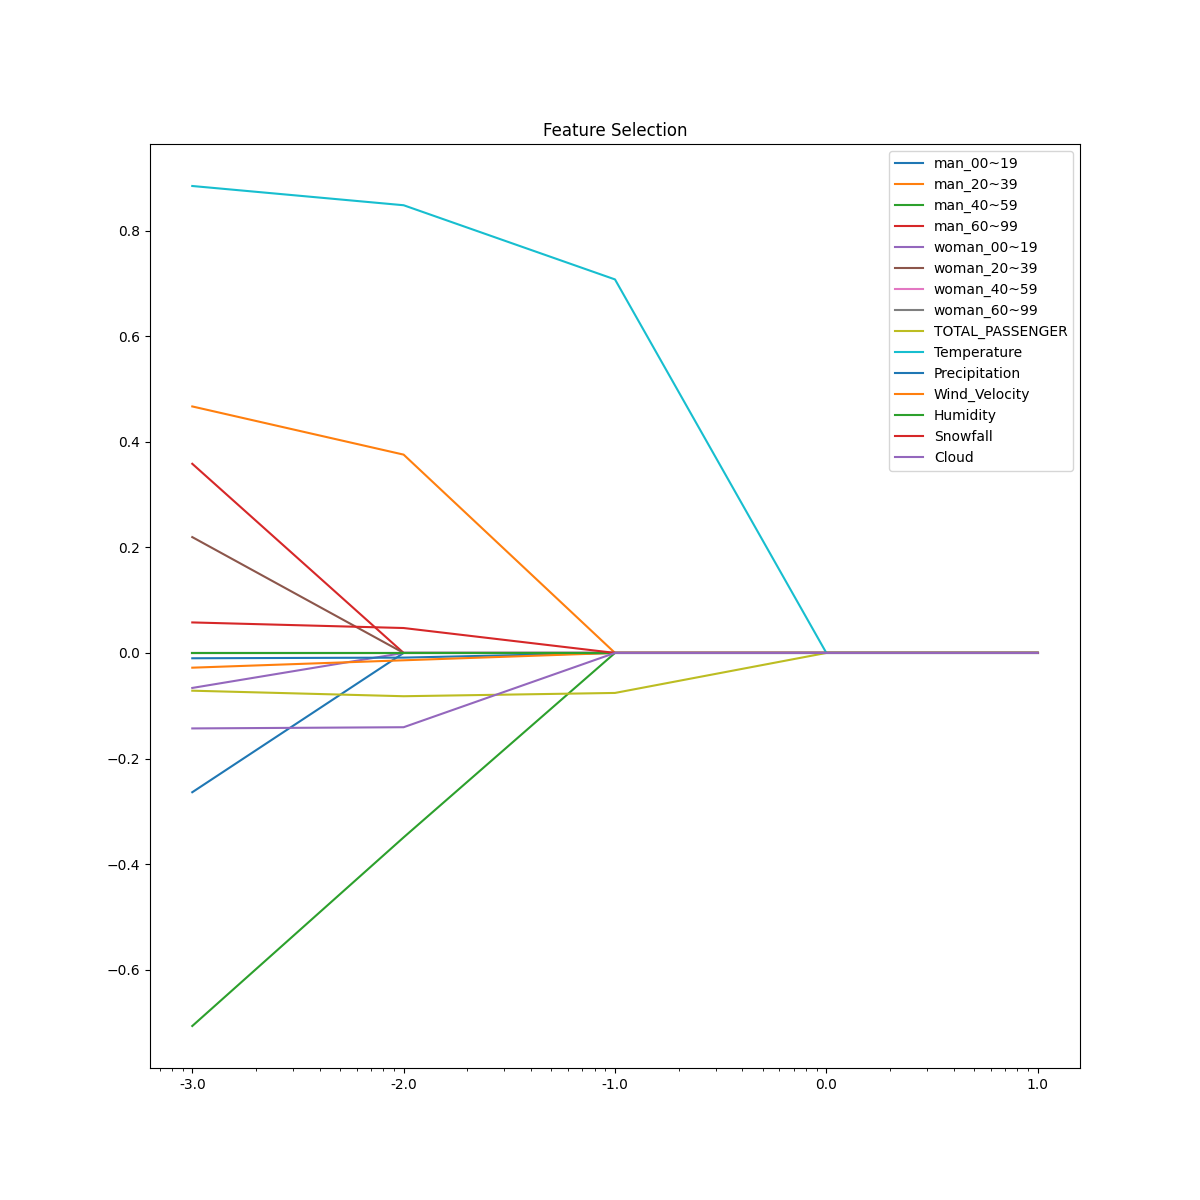 Feature Selection
man_00~19
man_20~39
man_40~59
man_60~99
woman_00~19
woman_20~39
woman_40~59
woman_60~99
TOTAL_PASSENGER
Temperature
Precipitation
Wind_Velocity
Humidity
Snowfall
Cloud
0.8
0.6
0.4
0.2
0.0
−0.2
−0.4
−0.6
-3.0 -2.0 -1.0 0.0 1.0